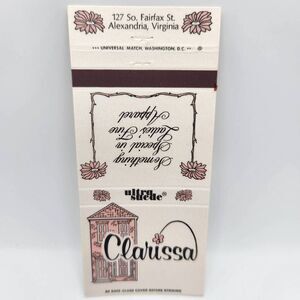 127 So. Fairfax St.
Alexandria, Virginia
*** UNIVERSAL MATCH, WASHINGTON, D.C. **
Something
Special in
Ladies' Fine
Apparel
ultra
suede®
Clarissa
BE SAFE-CLOSE COVER BEFORE STRIKING